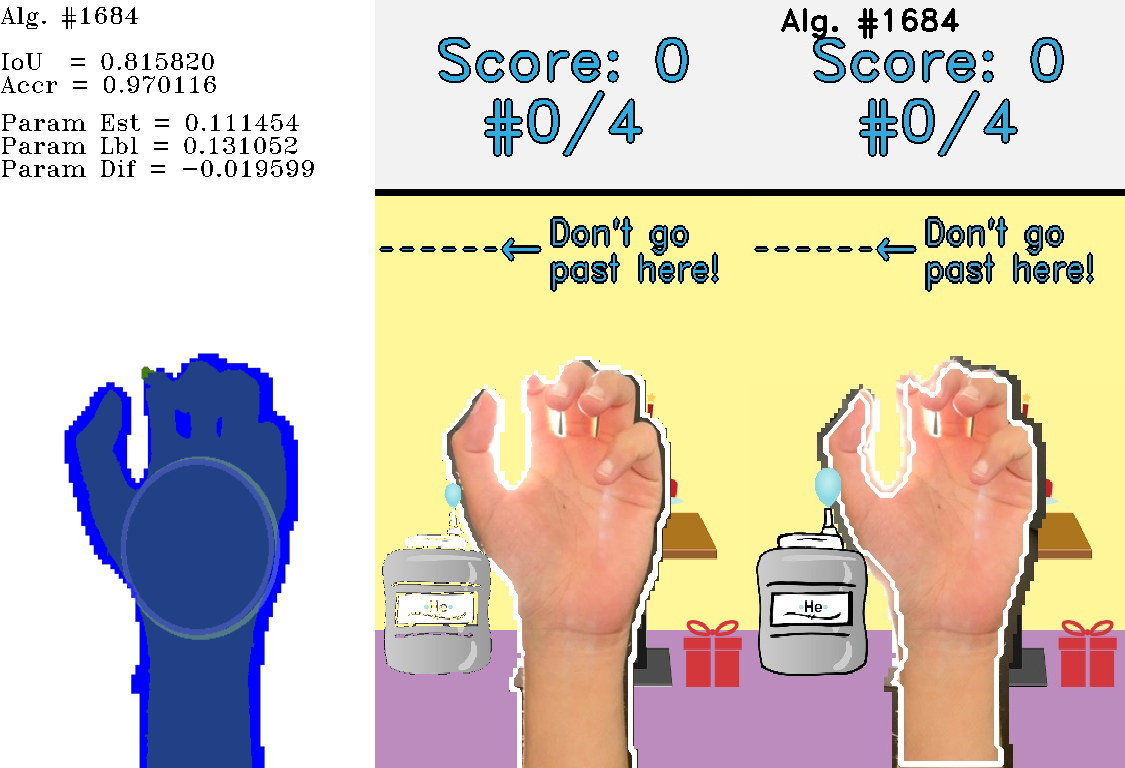 Alg. #1684
IoU = 0.815820
Accr = 0.970116
Param Est = 0.111454
Param Lbl = 0.131052
Param Dif = −0.019599
Score: 0
#0/4
Don't go
past here!
He
Alg. #1684
Score: 0
#0/4
Don't go
past here!
He